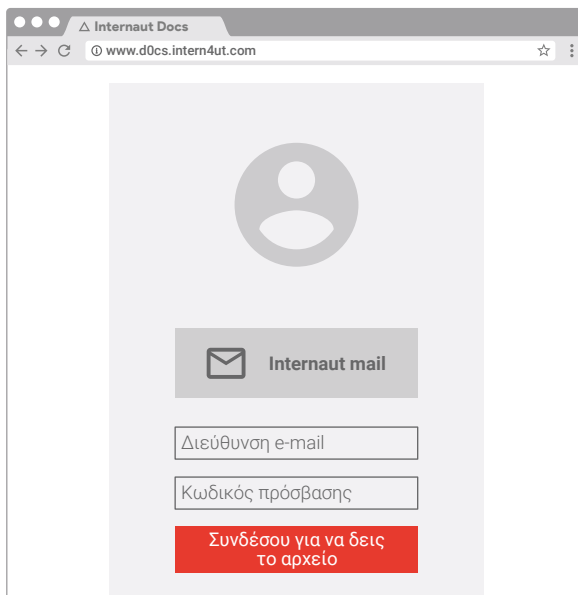 Internaut Docs
www.d0cs.intern4ut.com
Internaut mail
Διεύθυνση e-mail
Κωδικός πρόσβασης
Συνδέσου για να δεις
το αρχείο